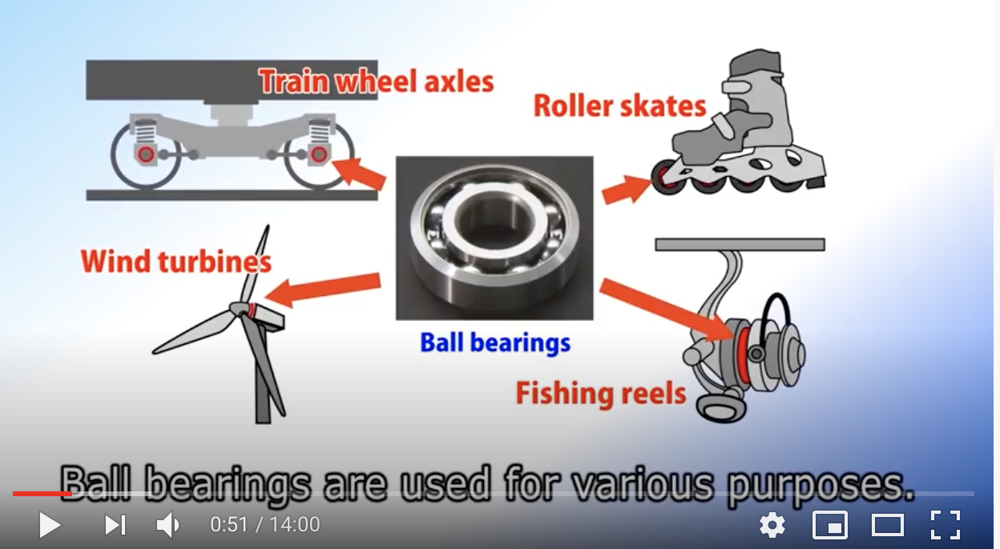 Train wheel axles
Roller skates
Wind turbines
Ball bearings
Fishing reels
Ball bearings are used for various purposes.
0:51 / 14:00